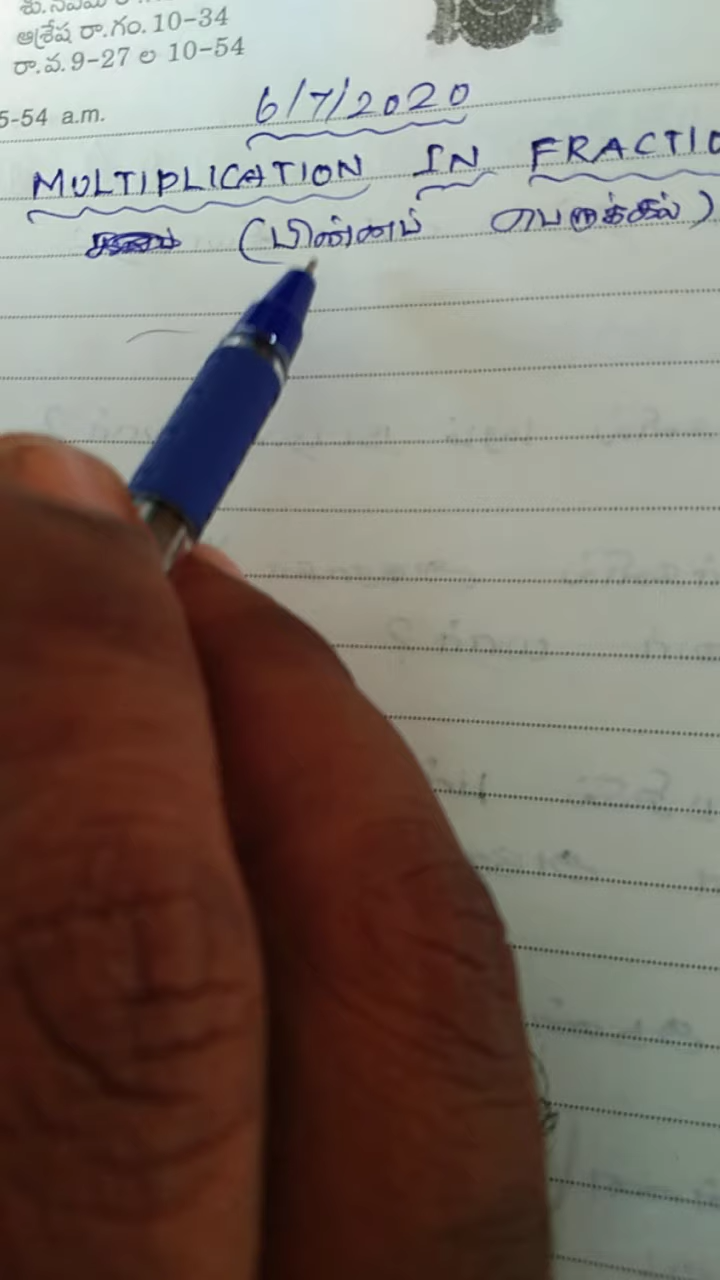 ఆశ్రేష రా.గం. 10-34
రా.వ. 9-27 ల 10-54
5-54 a.m.
6/7/2020
MULTIPLICATION IN FRACTIO
(பின்னப் பெருக்கல்)